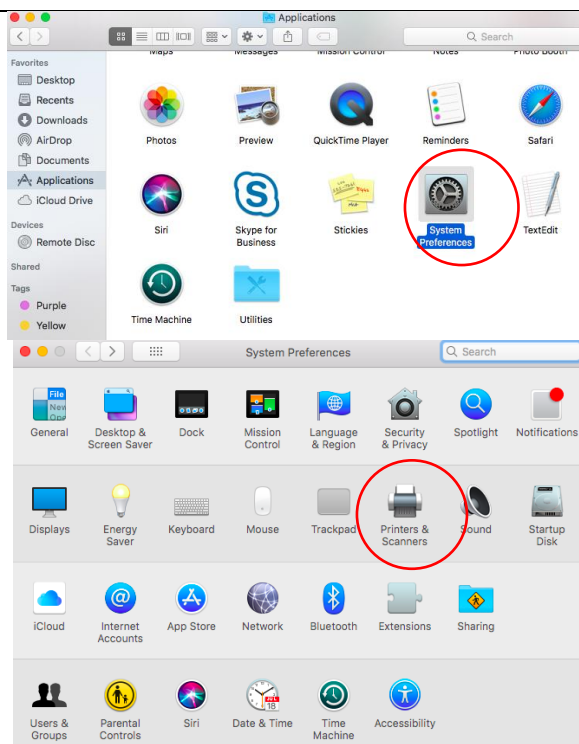 Applications
Search
Favorites
Desktop
Recents
Downloads
AirDrop
Documents
Applications
iCloud Drive
Devices
Remote Disc
Shared
Tags
Purple
Yellow
Maps Messages Mission Control Notes Photo Booth
Photos Preview QuickTime Player Reminders Safari
Siri Skype for Business Stickies System Preferences TextEdit
Time Machine Utilities
System Preferences
Search
General Desktop & Screen Saver Dock Mission Control Language & Region Security & Privacy Spotlight Notifications
Displays Energy Saver Keyboard Mouse Trackpad Printers & Scanners Sound Startup Disk
iCloud Internet Accounts App Store Network Bluetooth Extensions Sharing
Users & Groups Parental Controls Siri Date & Time Time Machine Accessibility